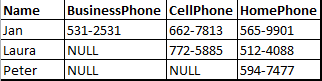 Name BusinessPhone CellPhone HomePhone
Jan 531-2531 662-7813 565-9901
Laura NULL 772-5885 512-4088
Peter NULL NULL 594-7477